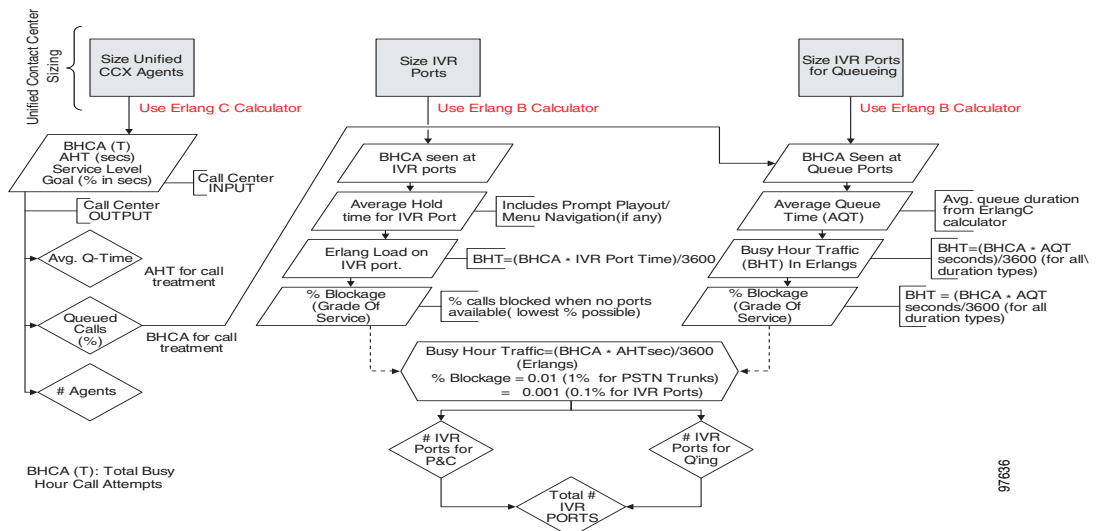 Unified Contact Center
Sizing
Size Unified
CCX Agents
Size IVR
Ports
Size IVR Ports
for Queueing
Use Erlang C Calculator
Use Erlang B Calculator
Use Erlang B Calculator
BHCA (T)
AHT (secs)
Service Level
Goal (% in secs)
Call Center
INPUT
Call Center
OUTPUT
Avg. Q-Time
AHT for call
treatment
Queued
Calls
(%)
BHCA for call
treatment
# Agents
BHCA (T): Total Busy
Hour Call Attempts
BHCA seen at
IVR ports
Average Hold
time for IVR Port
Includes Prompt Playout/
Menu Navigation(if any)
Erlang Load on
IVR port.
BHT=(BHCA * IVR Port Time)/3600
% Blockage
(Grade Of
Service)
% calls blocked when no ports
available( lowest % possible)
BHCA Seen at
Queue Ports
Average Queue
Time (AQT)
Avg. queue duration
from ErlangC
calculator
Busy Hour Traffic
(BHT) In Erlangs
BHT=(BHCA * AQT
seconds)/3600 (for all\
duration types)
% Blockage
(Grade Of
Service)
BHT = (BHCA * AQT
seconds/3600 (for all
duration types)
Busy Hour Traffic=(BHCA * AHTsec)/3600
(Erlangs)
% Blockage = 0.01 (1% for PSTN Trunks)
= 0.001 (0.1% for IVR Ports)
# IVR
Ports for
P&C
# IVR
Ports for
Q'ing
Total #
IVR
PORTS
97636